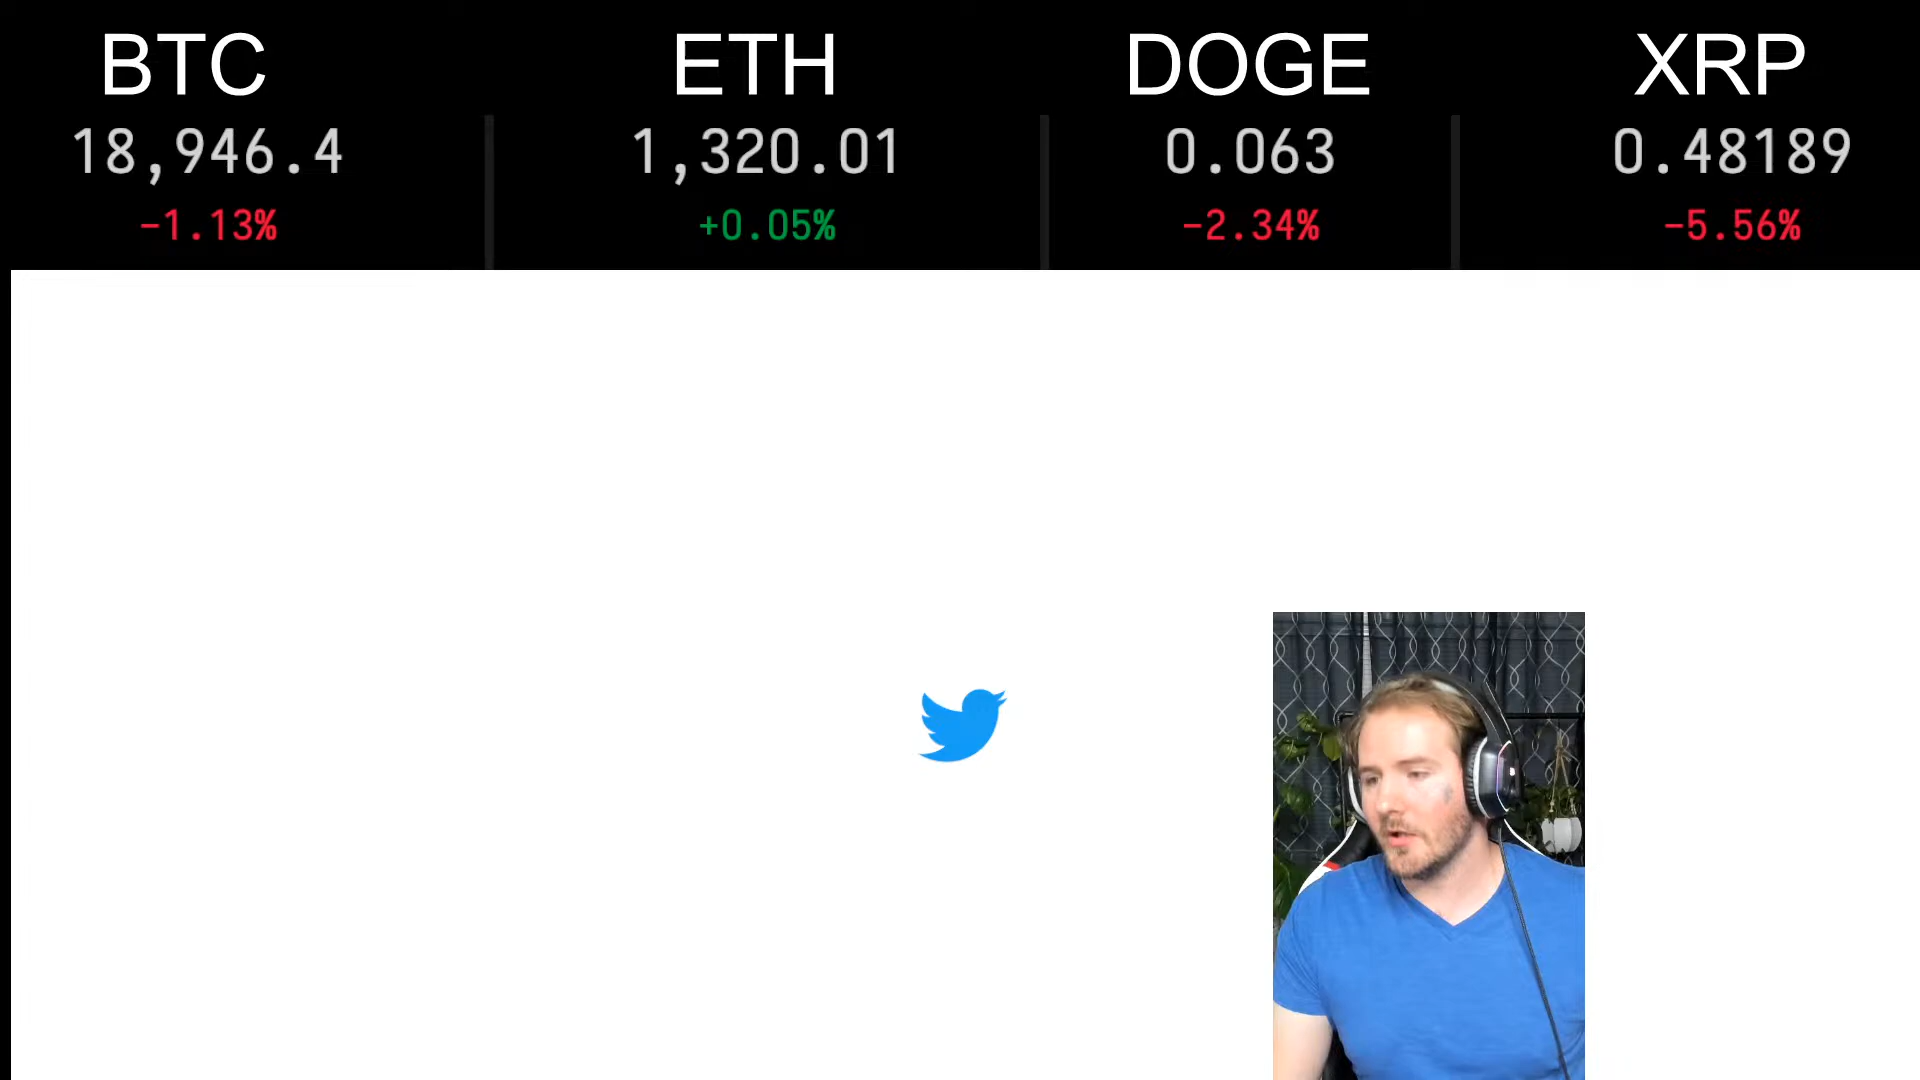 BTC ETH DOGE XRP
18,946.4 1,320.01 0.063 0.48189
-1.13% +0.05% -2.34% -5.56%